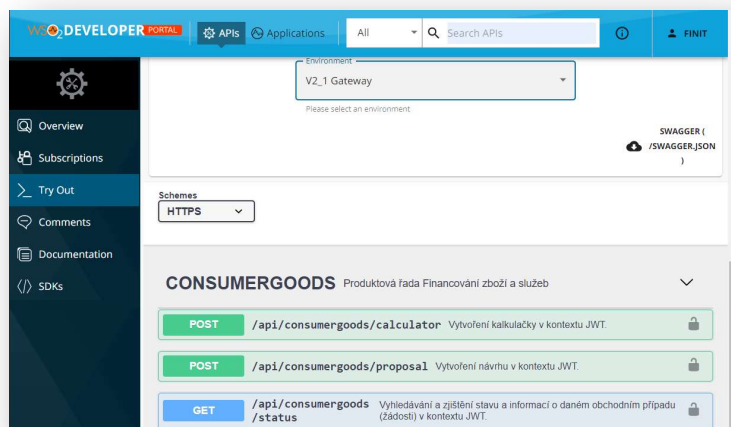 WSO2 DEVELOPER PORTAL
APIs
Applications
All
Search APIs
FINIT
Environment
V2_1 Gateway
Please select an environment
SWAGGER (
/SWAGGER.JSON
)
Overview
Subscriptions
Try Out
Comments
Documentation
SDKs
Schemes
HTTPS
CONSUMERGOODS Produktová řada Financování zboží a služeb
POST /api/consumergoods/calculator Vytvoření kalkulačky v kontextu JWT.
POST /api/consumergoods/proposal Vytvoření návrhu v kontextu JWT.
GET /api/consumergoods
/status
Vyhledávání a zjištění stavu a informací o daném obchodním případu
(žádosti) v kontextu JWT.